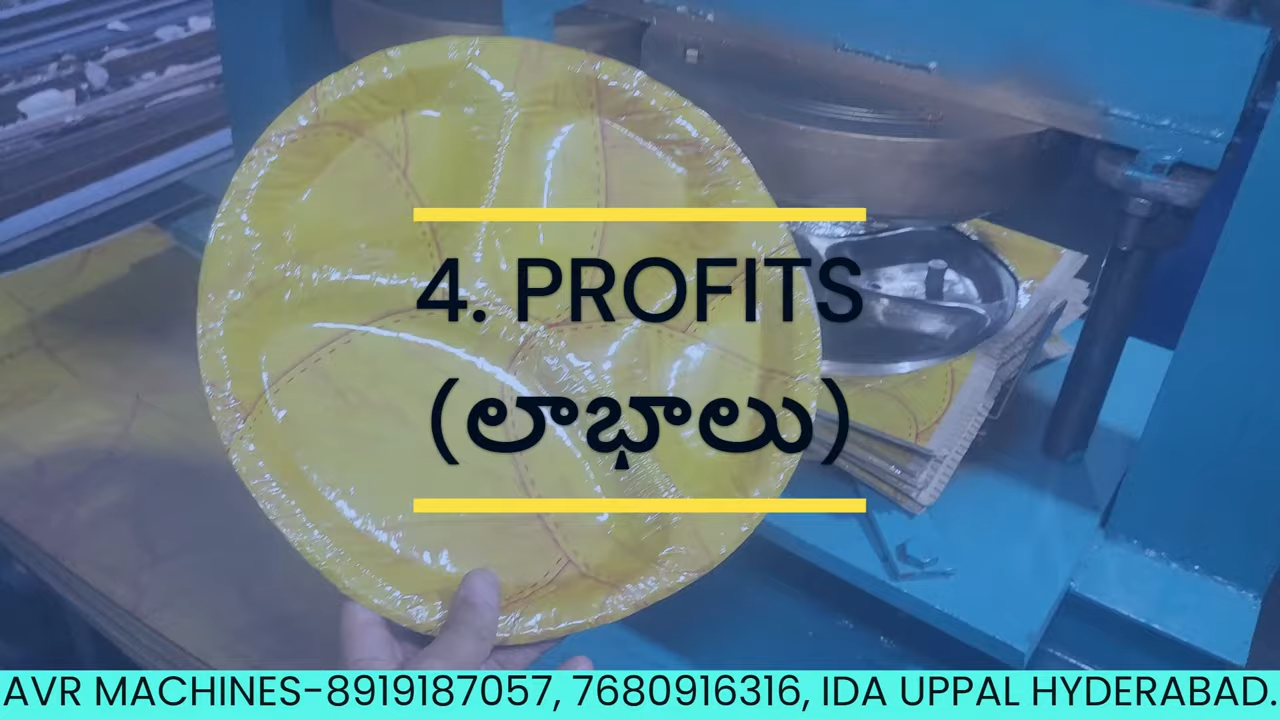 4. PROFITS
(లాభాలు)
AVR MACHINES-8919187057, 7680916316, IDA UPPAL HYDERABAD.